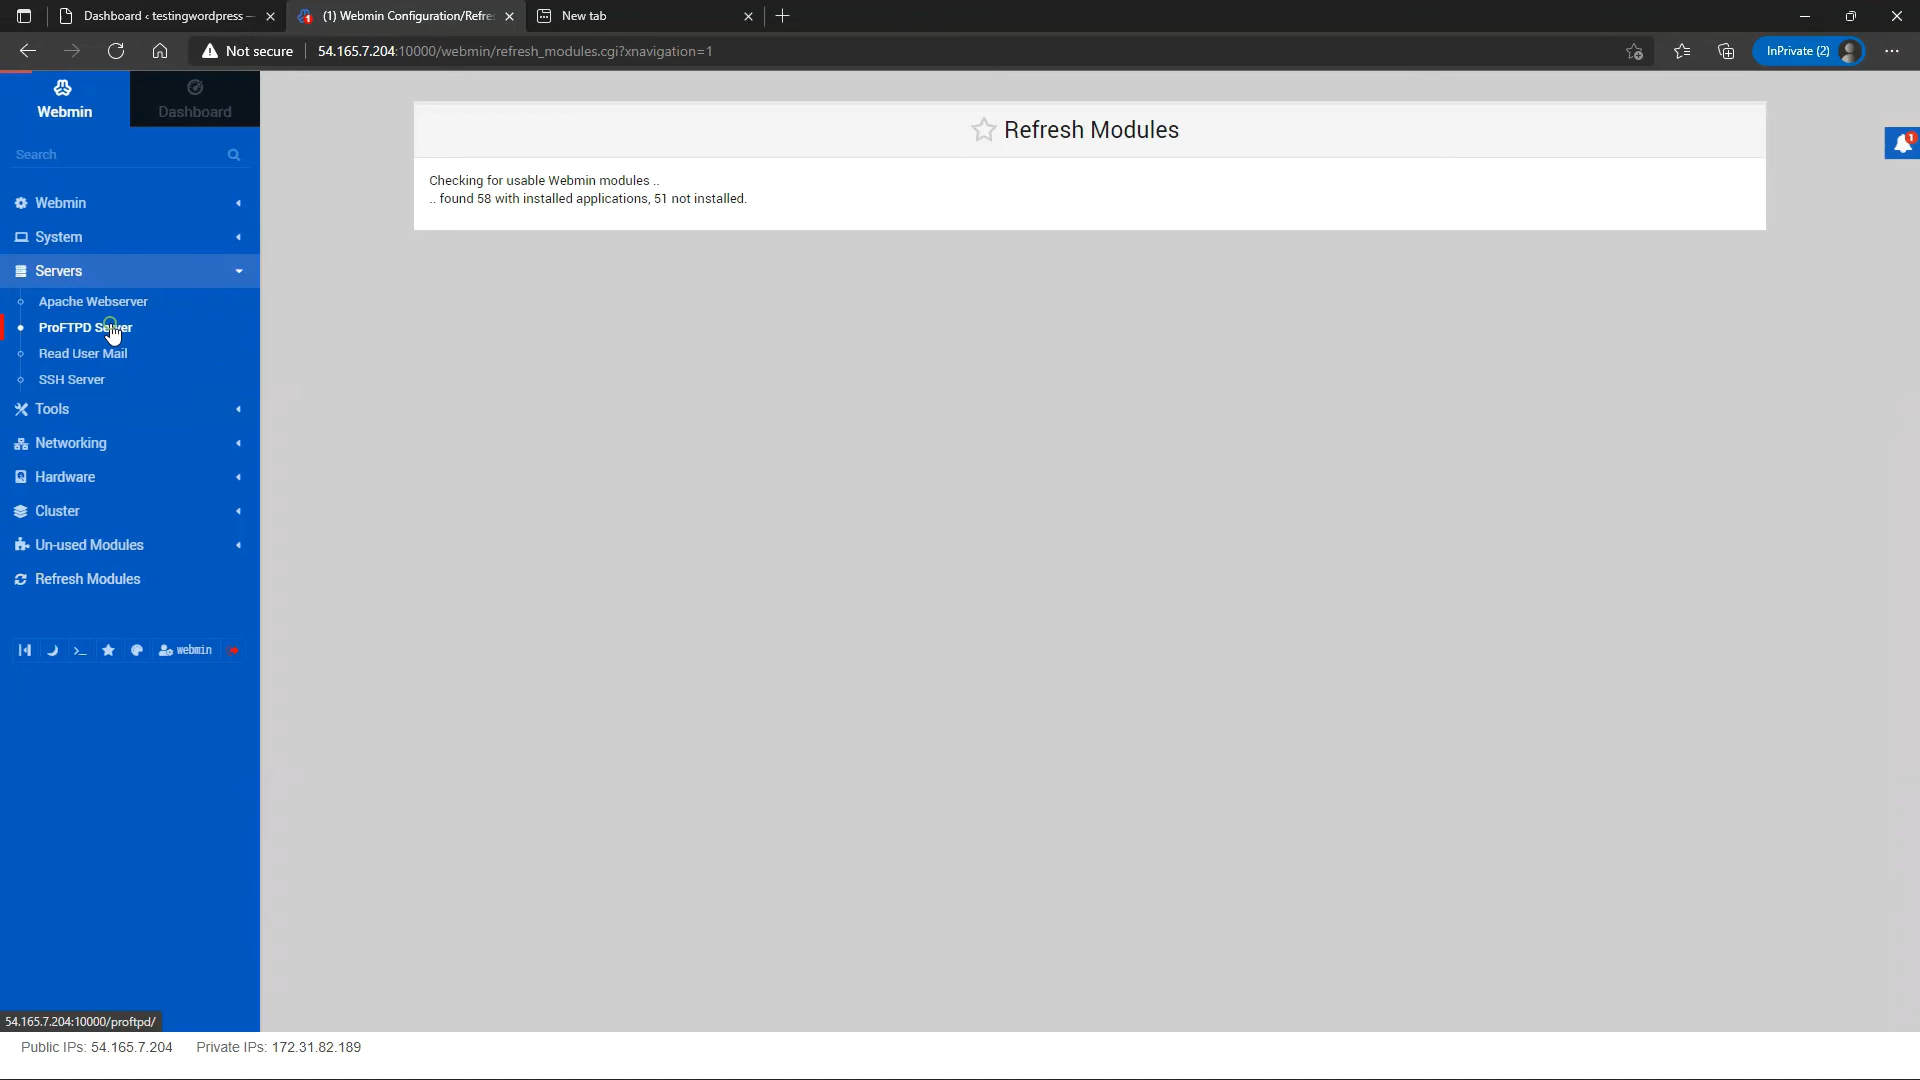 Dashboard ‹ testingwordpress —
(1) Webmin Configuration/Refre
New tab
Not secure
54.165.7.204:10000/webmin/refresh_modules.cgi?xnavigation=1
InPrivate (2)
Webmin
Dashboard
Search
Webmin
System
Servers
Apache Webserver
ProFTPD Server
Read User Mail
SSH Server
Tools
Networking
Hardware
Cluster
Un-used Modules
Refresh Modules
webmin
Refresh Modules
Checking for usable Webmin modules ..
.. found 58 with installed applications, 51 not installed.
1
54.165.7.204:10000/proftpd/
Public IPs: 54.165.7.204 Private IPs: 172.31.82.189